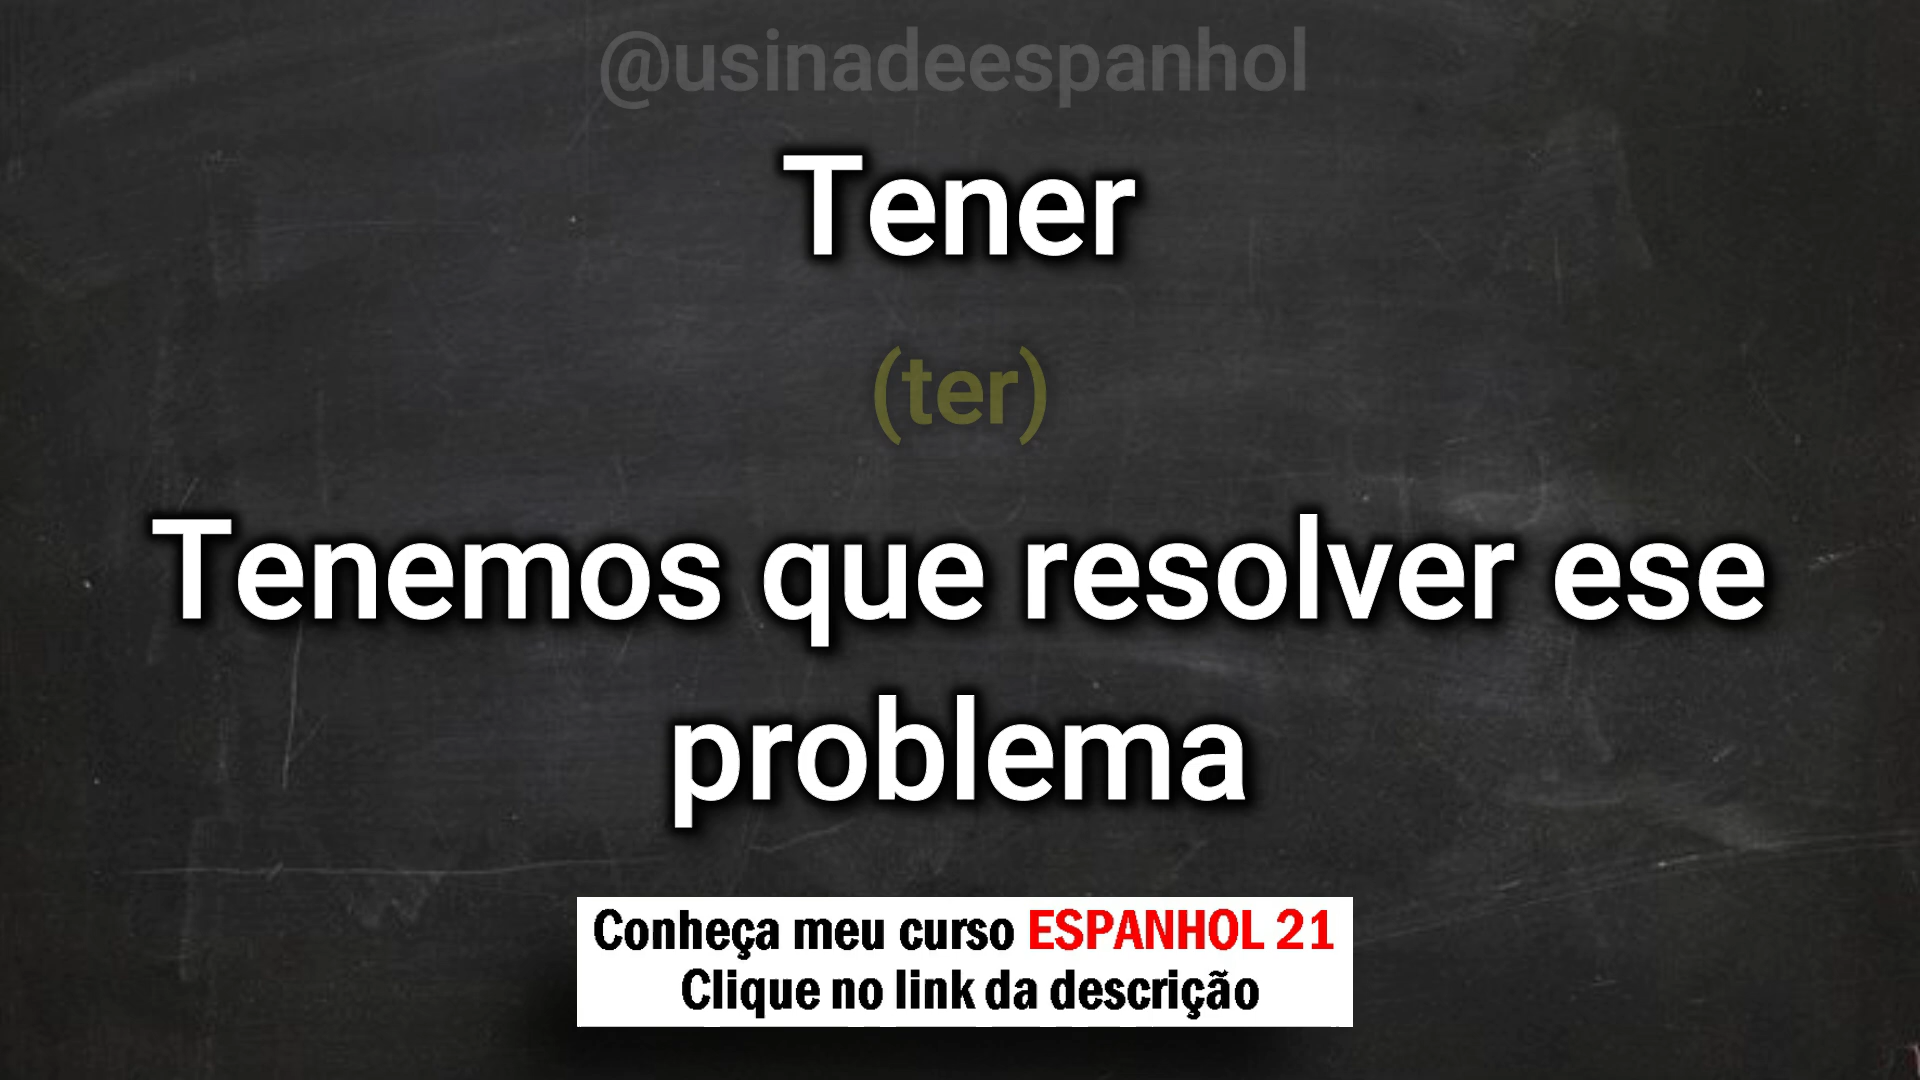 @usinadeespanhol
Tener
(ter)
Tenemos que resolver ese
problema
Conheça meu curso ESPANHOL 21
Clique no link da descrição